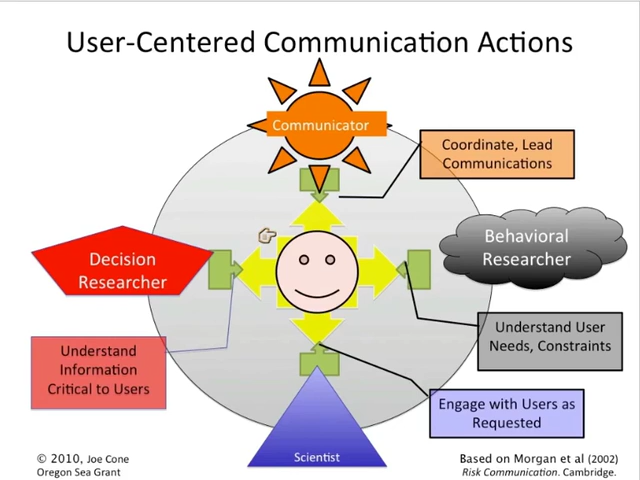 User-Centered Communication Actions
Communicator
Coordinate, Lead
Communications
Decision
Researcher
Behavioral
Researcher
Understand User
Needs, Constraints
Understand
Information
Critical to Users
Engage with Users as
Requested
Scientist
© 2010, Joe Cone
Oregon Sea Grant
Based on Morgan et al (2002)
Risk Communication. Cambridge.